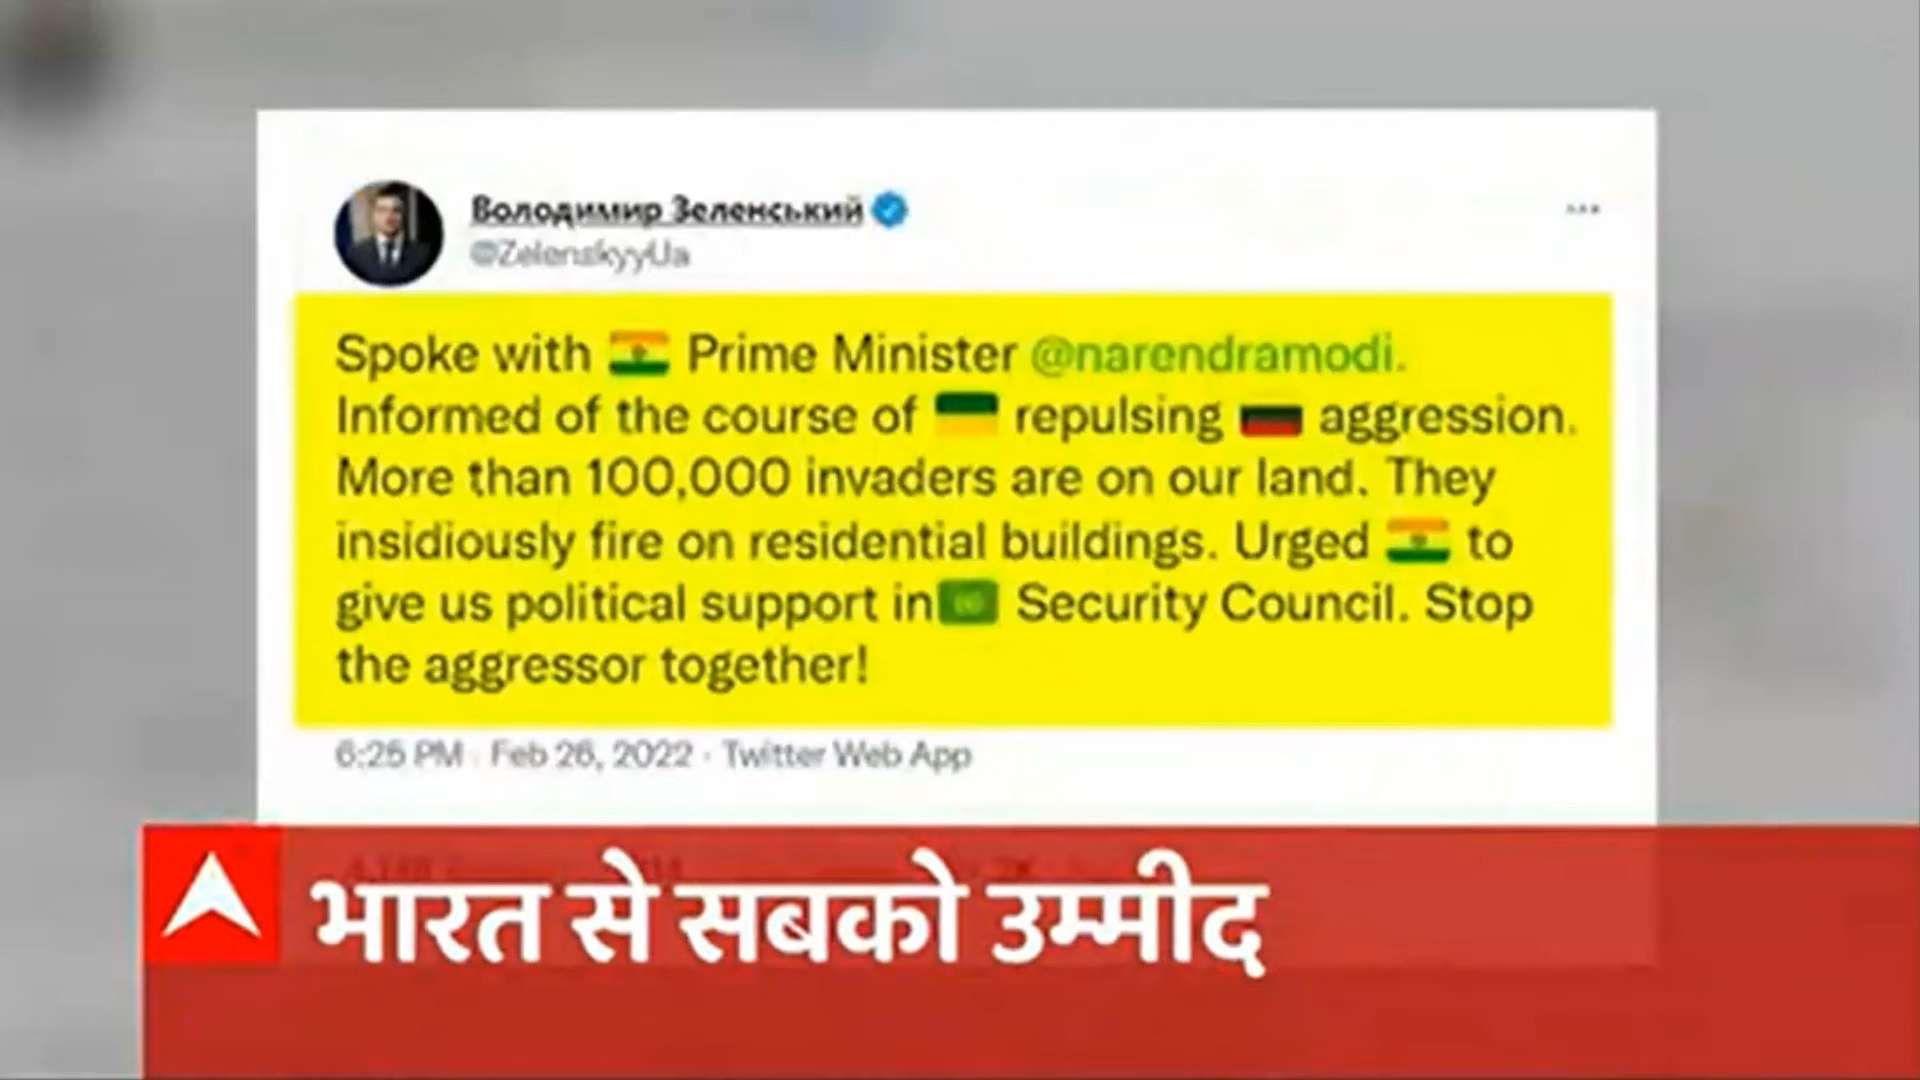 Володимир Зеленський
@ZelenskyyUa
Spoke with 🇮🇳 Prime Minister @narendramodi.
Informed of the course of 🇺🇦 repulsing 🇷🇺 aggression.
More than 100,000 invaders are on our land. They
insidiously fire on residential buildings. Urged 🇮🇳 to
give us political support in🇺🇳 Security Council. Stop
the aggressor together!
6:25 PM · Feb 26, 2022 · Twitter Web App
भारत से सबको उम्मीद